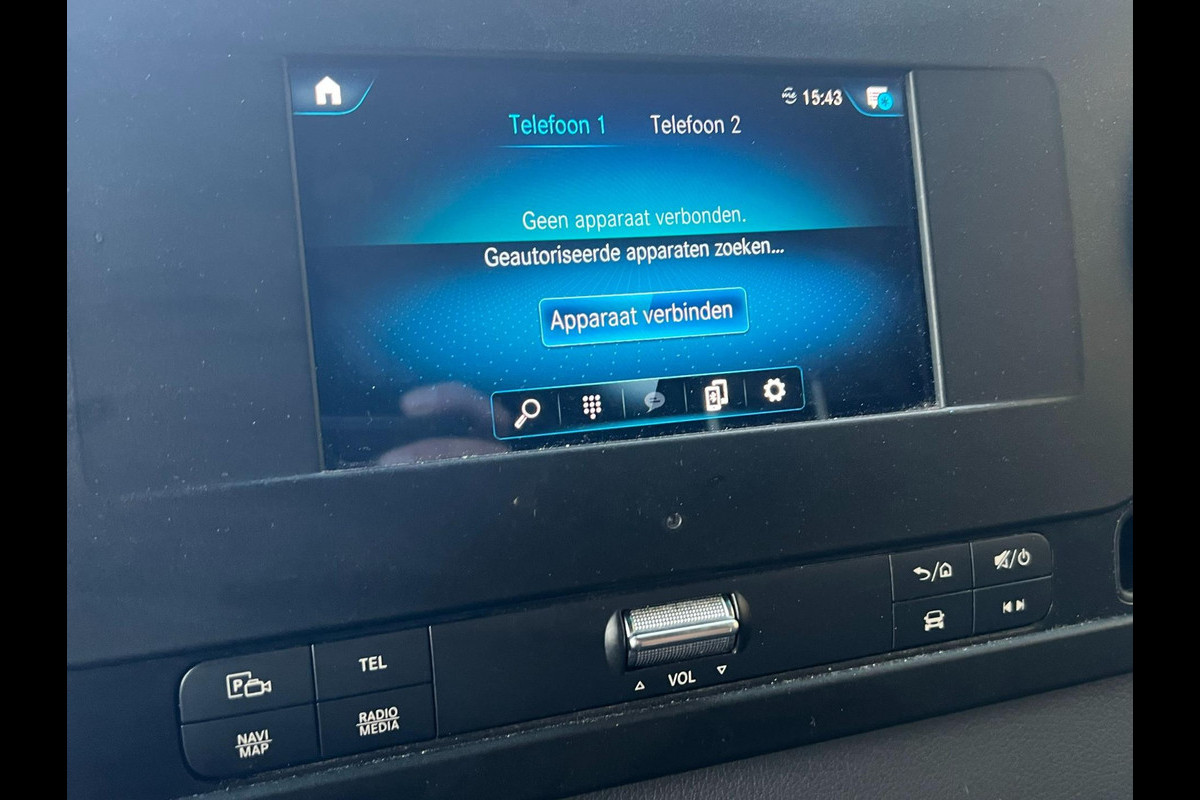 me 15:43
Telefoon 1 Telefoon 2
Geen apparaat verbonden.
Geautoriseerde apparaten zoeken...
Apparaat verbinden
P
TEL
NAVI
MAP
RADIO
MEDIA
VOL